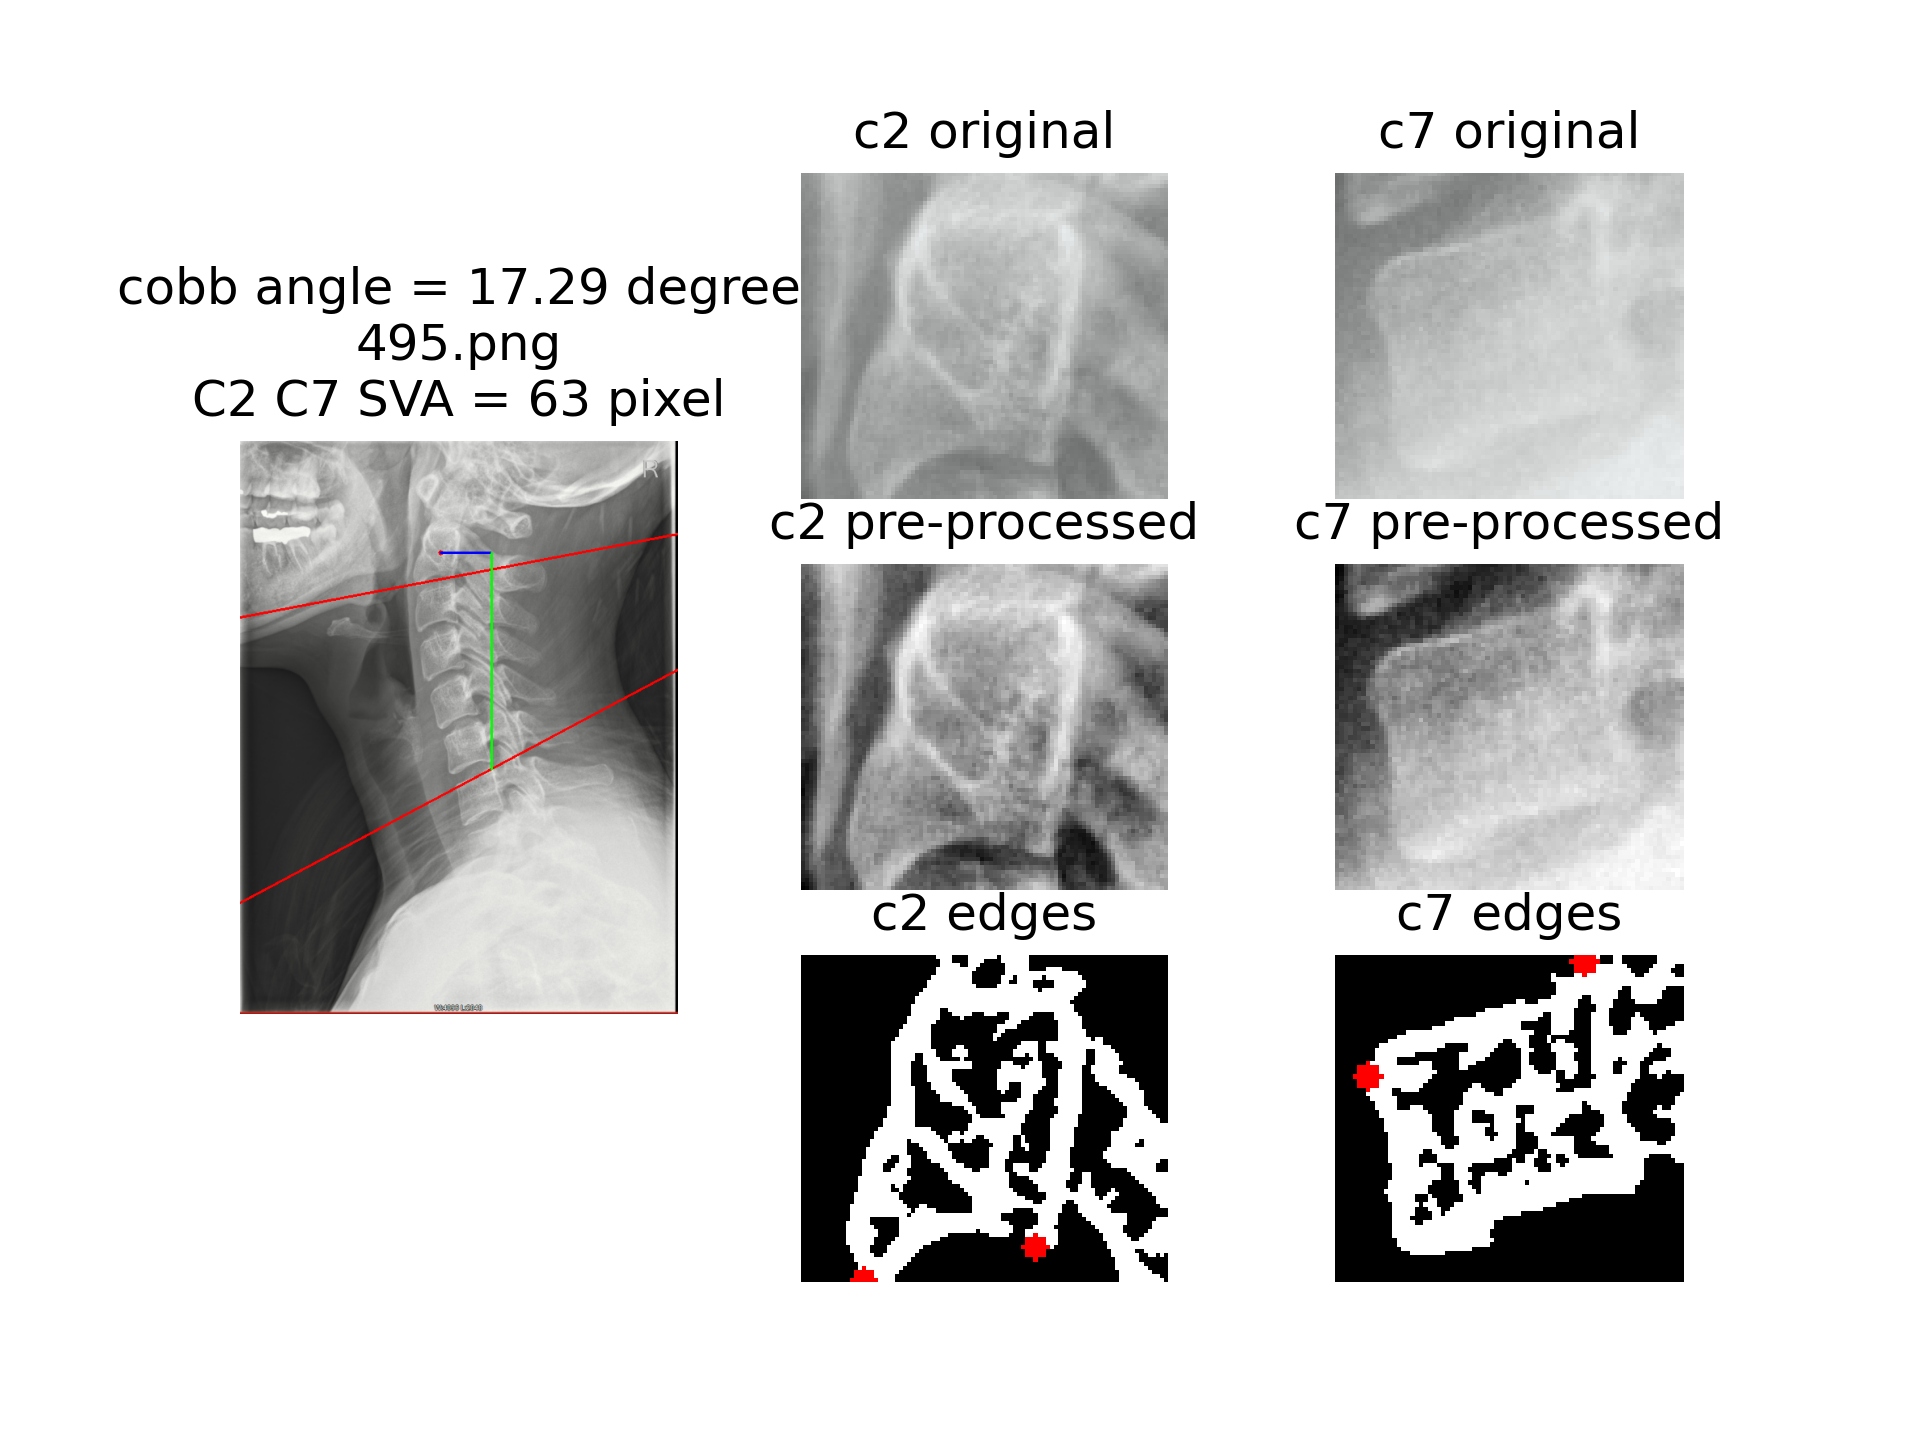 cobb angle = 17.29 degree
495.png
C2 C7 SVA = 63 pixel
R
c2 original
c7 original
c2 pre-processed
c7 pre-processed
c2 edges
c7 edges